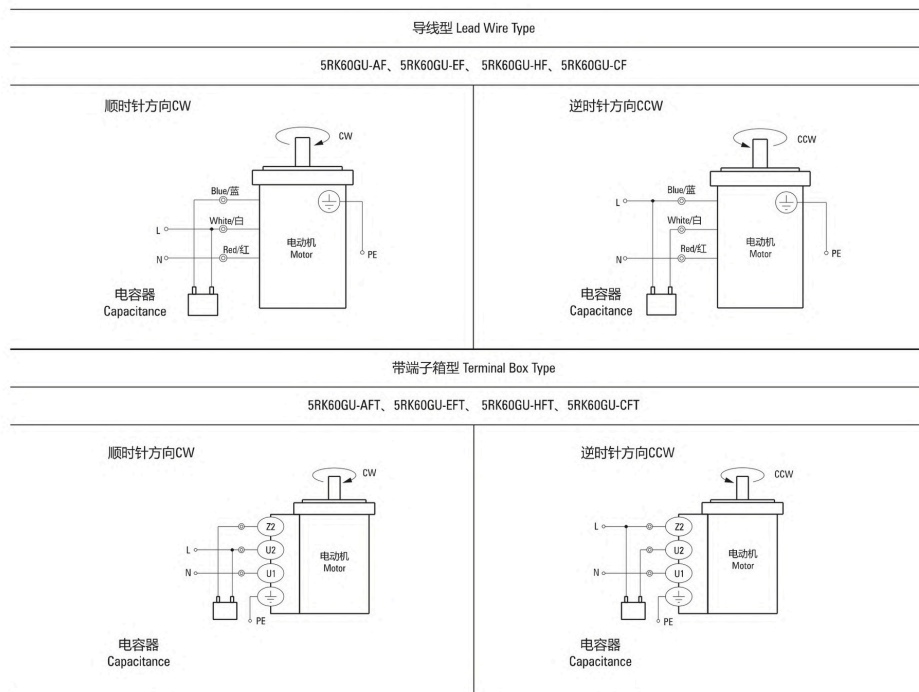 导线型 Lead Wire Type
5RK60GU-AF、5RK60GU-EF、 5RK60GU-HF、5RK60GU-CF
顺时针方向CW
CW
Blue/蓝
White/白
L
Red/红
N
电动机
Motor
PE
电容器
Capacitance
逆时针方向CCW
CCW
Blue/蓝
L
White/白
Red/红
N
电动机
Motor
PE
电容器
Capacitance
带端子箱型 Terminal Box Type
5RK60GU-AFT、5RK60GU-EFT、 5RK60GU-HFT、5RK60GU-CFT
顺时针方向CW
CW
Z2
L
U2
N
U1
电动机
Motor
PE
电容器
Capacitance
逆时针方向CCW
CCW
L
Z2
U2
N
U1
电动机
Motor
PE
电容器
Capacitance